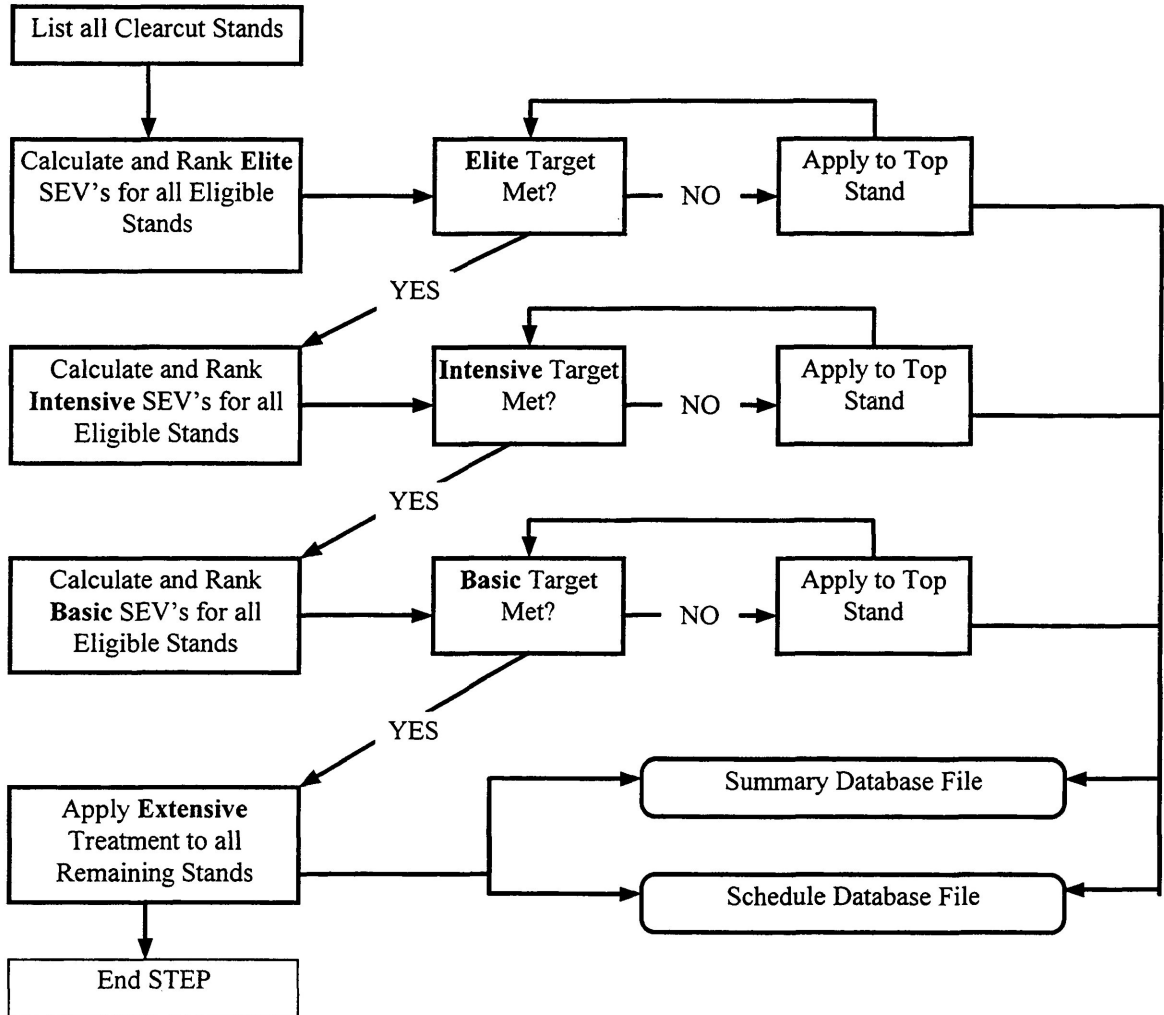 List all Clearcut Stands
Calculate and Rank Elite
SEV's for all Eligible
Stands
Elite Target
Met?
NO
Apply to Top
Stand
YES
Calculate and Rank
Intensive SEV's for all
Eligible Stands
Intensive Target
Met?
NO
Apply to Top
Stand
YES
Calculate and Rank
Basic SEV's for all
Eligible Stands
Basic Target
Met?
NO
Apply to Top
Stand
YES
Apply Extensive
Treatment to all
Remaining Stands
Summary Database File
Schedule Database File
End STEP